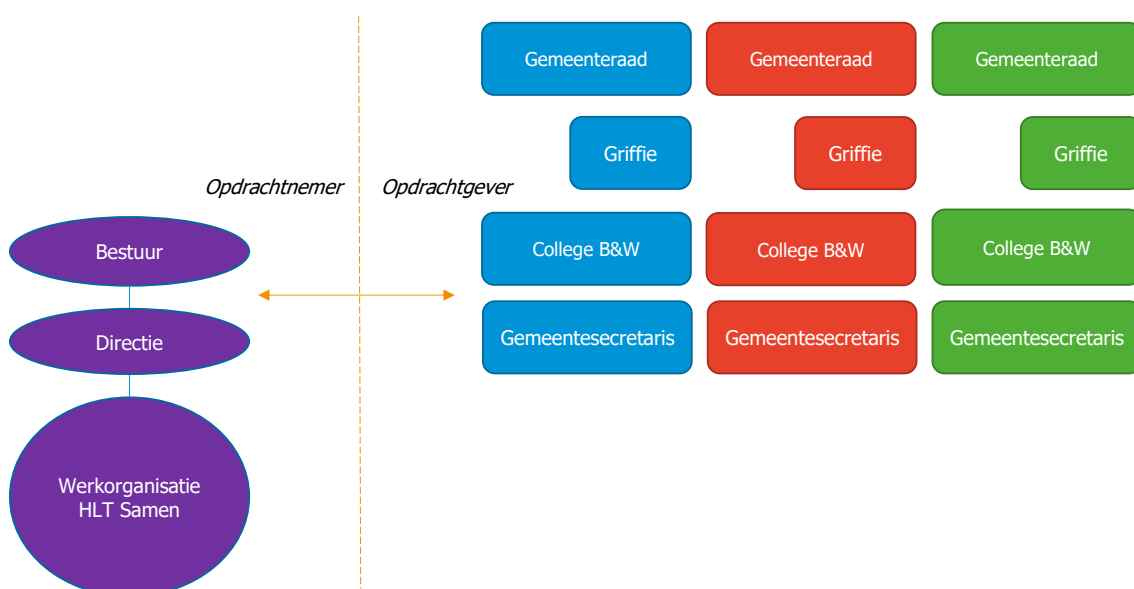 Gemeenteraad Gemeenteraad Gemeenteraad
Griffie Griffie Griffie
Opdrachtnemer Opdrachtgever
Bestuur College B&W College B&W College B&W
Directie Gemeentesecretaris Gemeentesecretaris Gemeentesecretaris
Werkorganisatie
HLT Samen